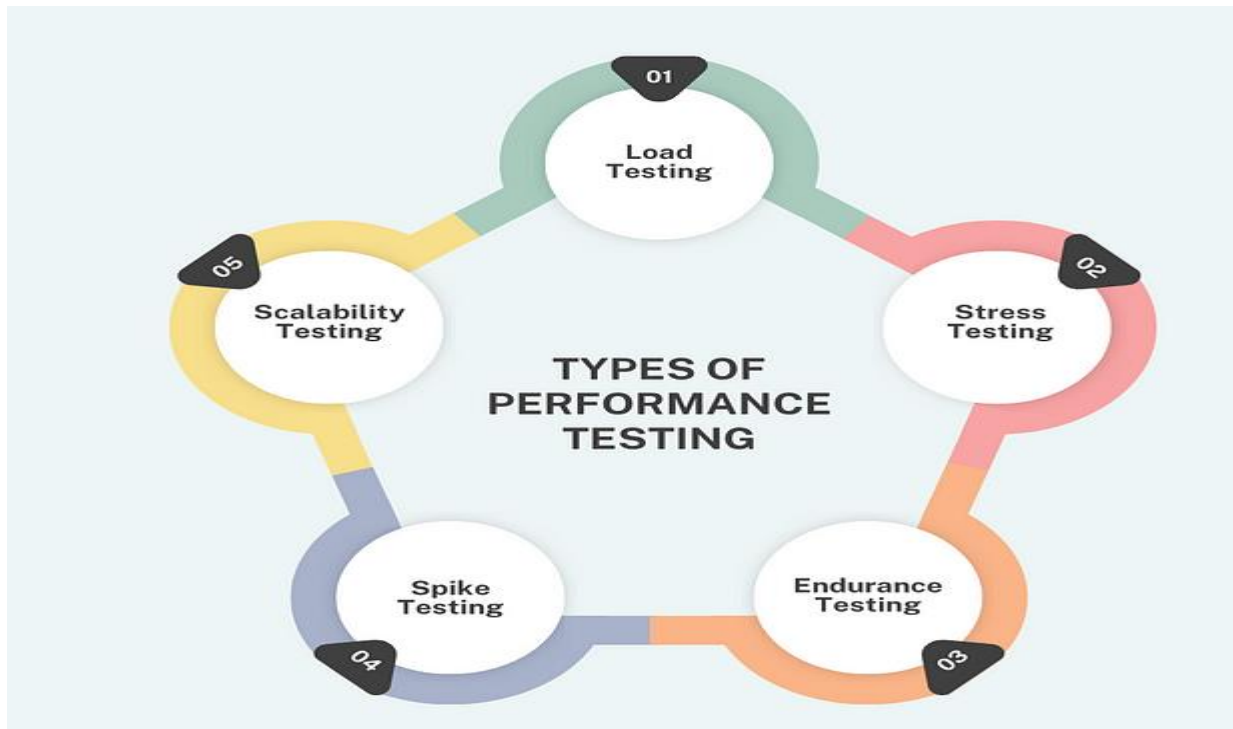 01
Load
Testing
02
Stress
Testing
03
Endurance
Testing
04
Spike
Testing
05
Scalability
Testing
TYPES OF
PERFORMANCE
TESTING